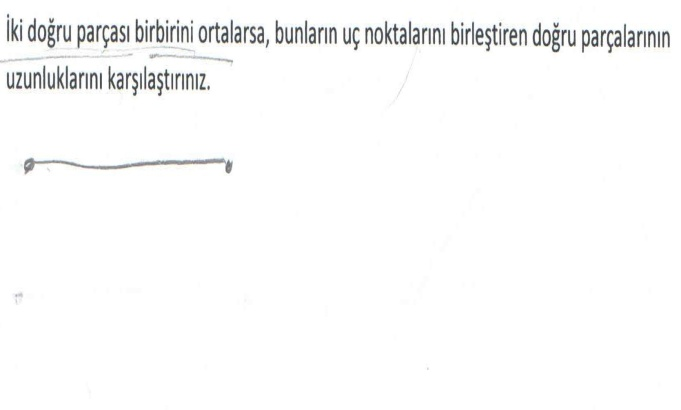 İki doğru parçası birbirini ortalarsa, bunların uç noktalarını birleştiren doğru parçalarının
uzunluklarını karşılaştırınız.